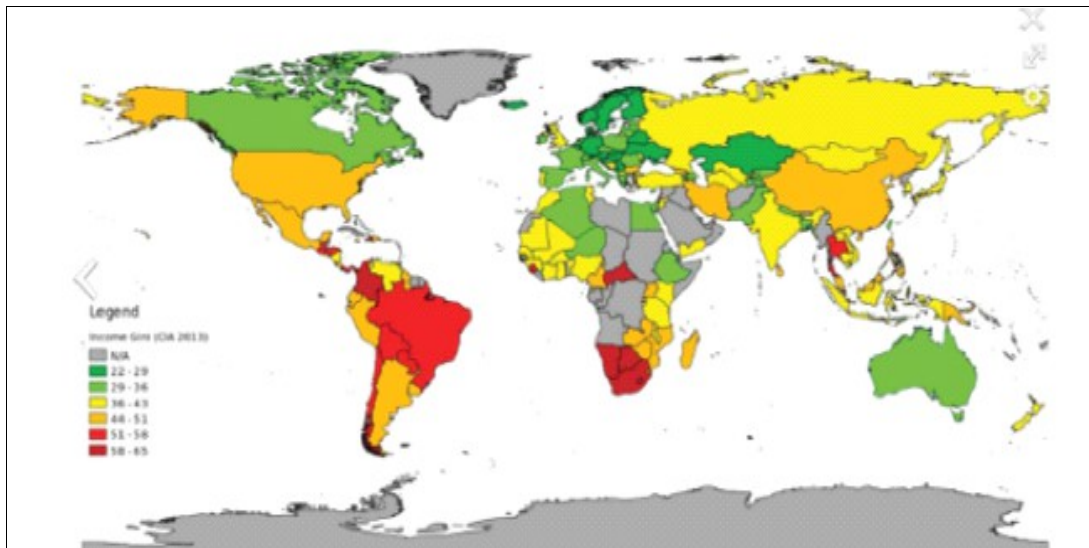 Legend
Income Gini (CIA 2013)
N/A
22 - 29
29 - 36
36 - 43
44 - 51
51 - 58
58 - 65